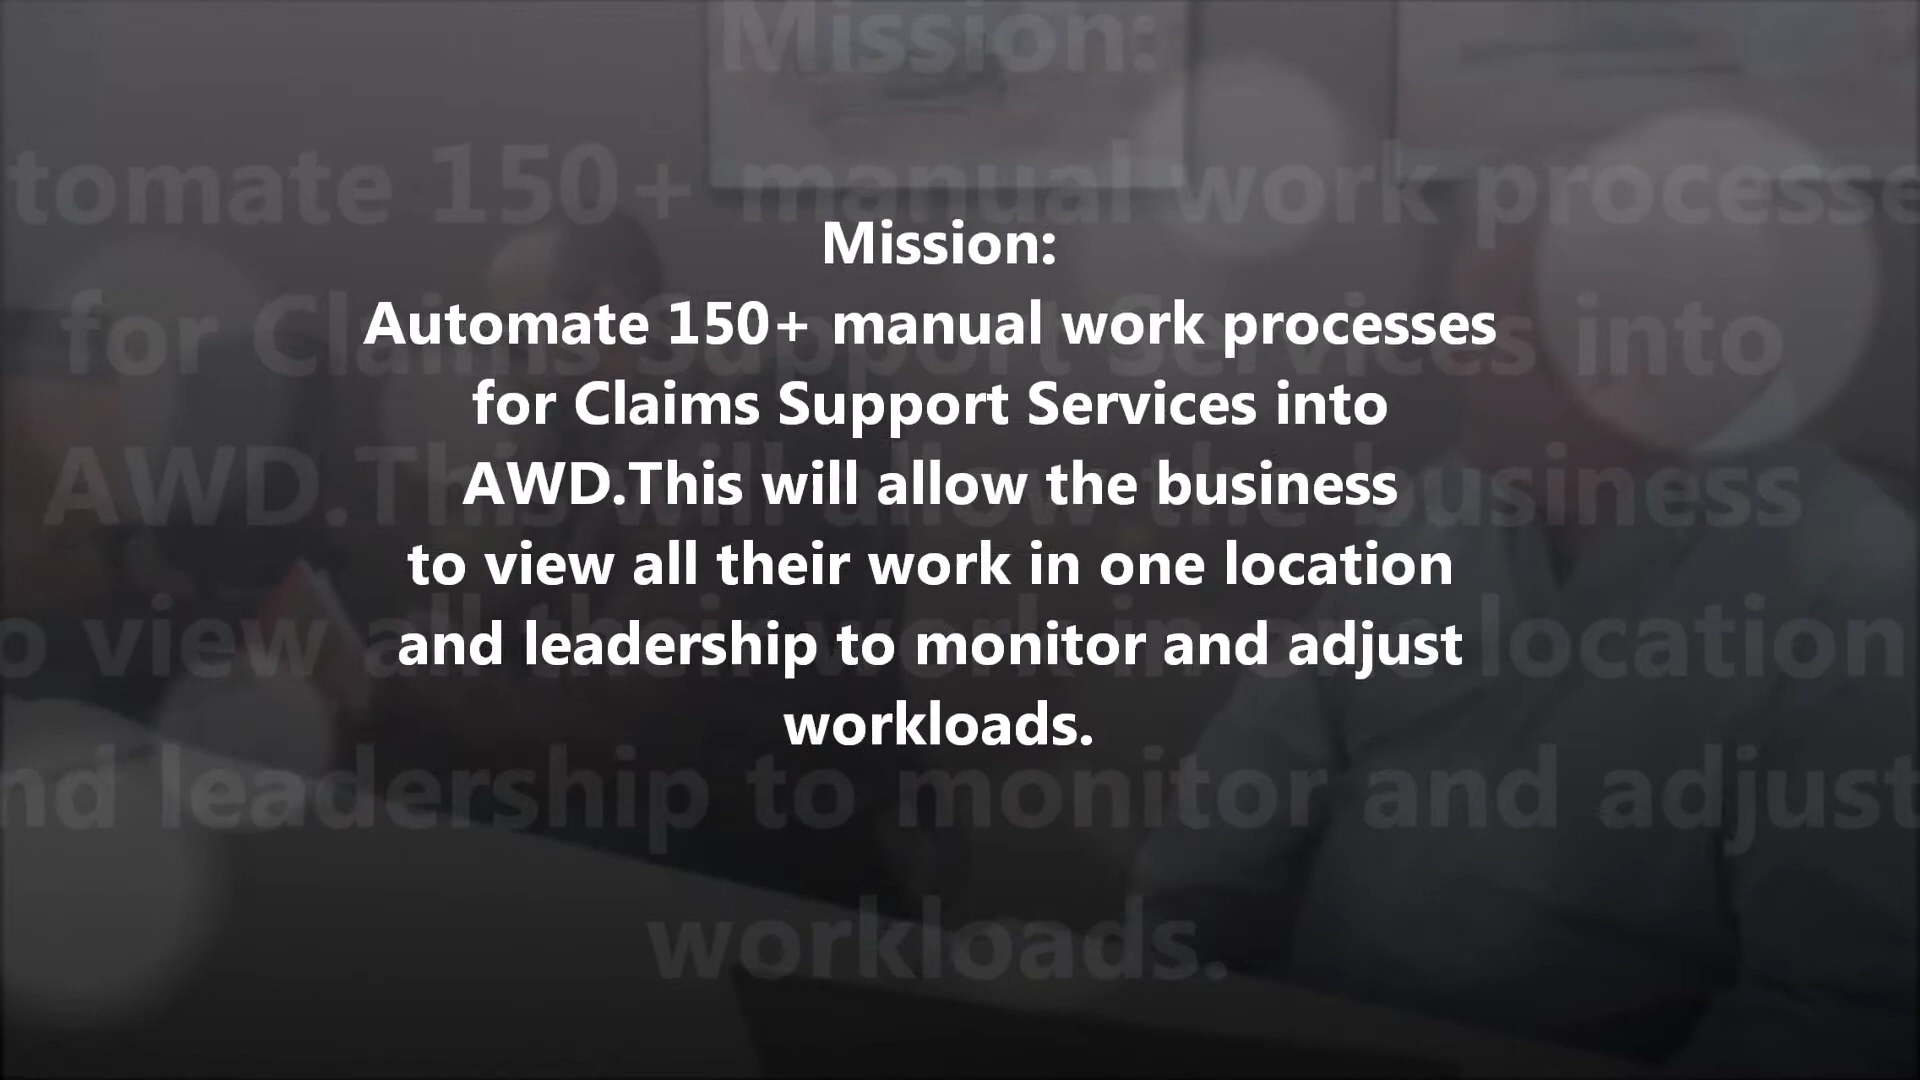 Mission:
Automate 150+ manual work processes
for Claims Support Services into
AWD.This will allow the business
to view all their work in one location
and leadership to monitor and adjust
workloads.